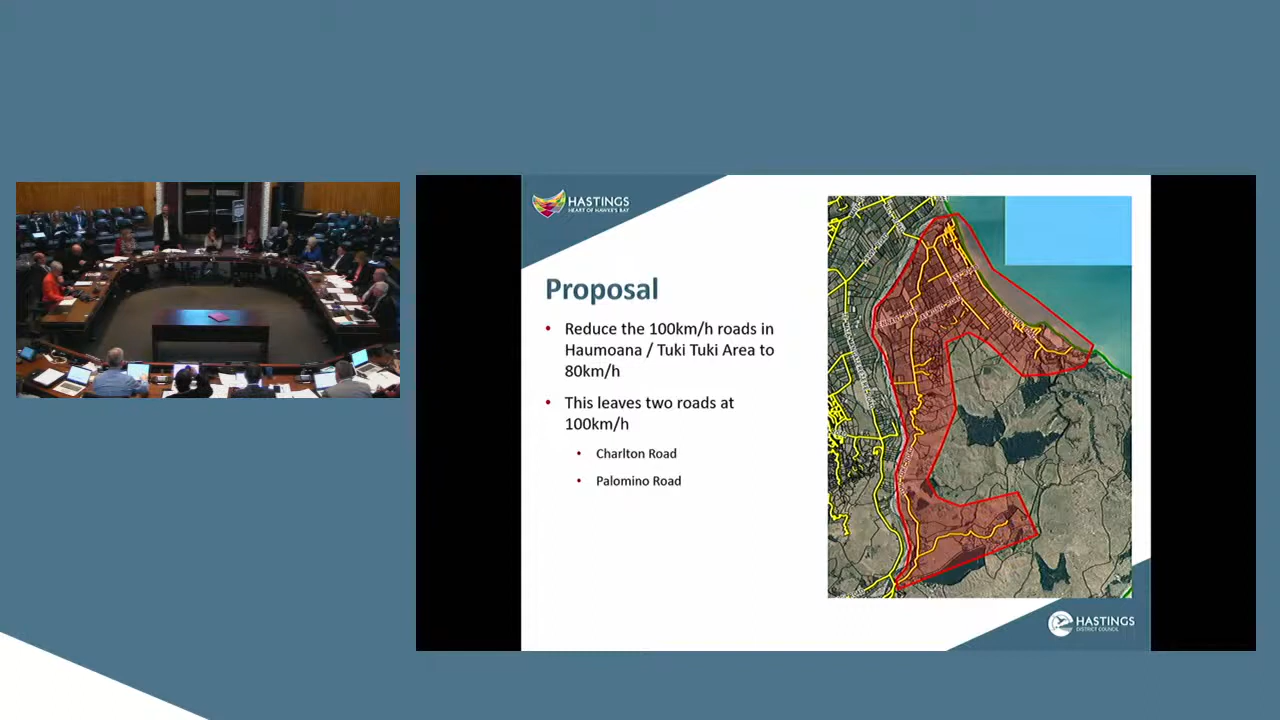 HASTINGS
HEART OF HAWKE'S BAY
Proposal
• Reduce the 100km/h roads in
Haumoana / Tuki Tuki Area to
80km/h
• This leaves two roads at
100km/h
• Charlton Road
• Palomino Road
HASTINGS
DISTRICT COUNCIL